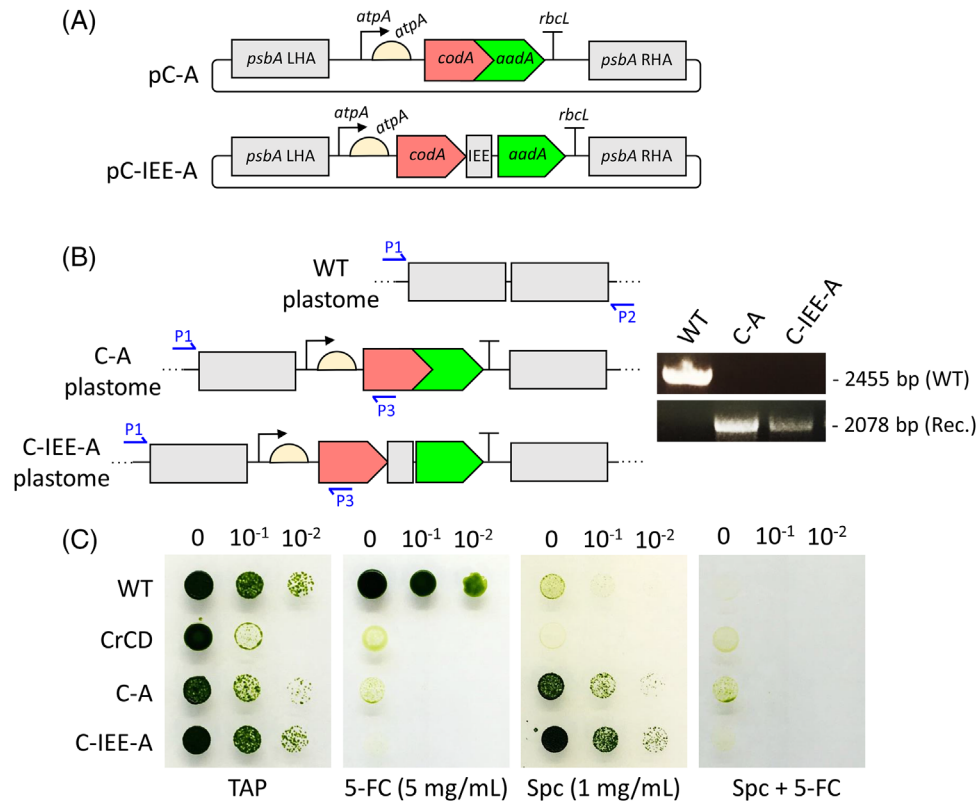 (A)
atpA atpA rbcL
psbA LHA codA aadA psbA RHA
pC-A
atpA atpA rbcL
psbA LHA codA IEE aadA psbA RHA
pC-IEE-A
(B)
P1
WT
plastome
P2
P1
C-A
plastome
P3
P1
C-IEE-A
plastome
P3
WT C-A C-IEE-A
- 2455 bp (WT)
- 2078 bp (Rec.)
(C)
0 10⁻¹ 10⁻² 0 10⁻¹ 10⁻² 0 10⁻¹ 10⁻² 0 10⁻¹ 10⁻²
WT
CrCD
C-A
C-IEE-A
TAP 5-FC (5 mg/mL) Spc (1 mg/mL) Spc + 5-FC